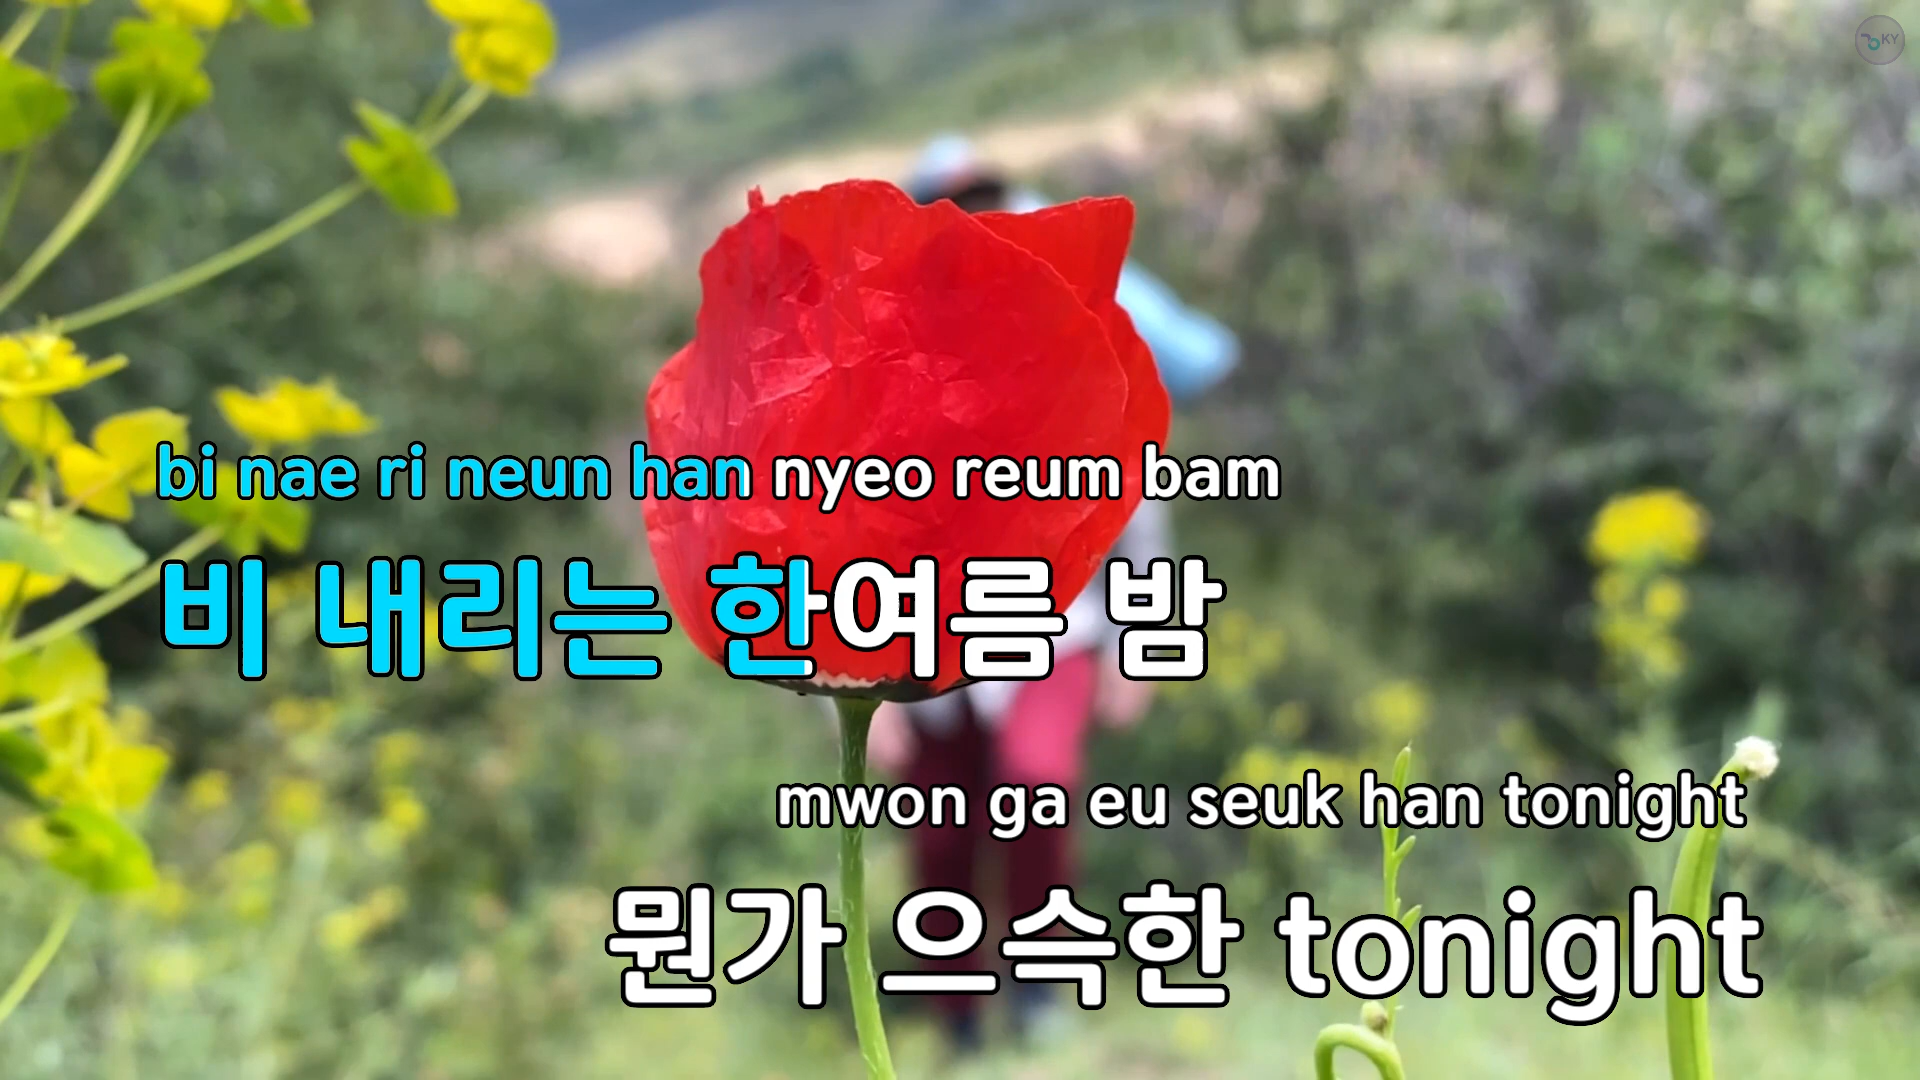 KY
bi nae ri neun han nyeo reum bam
비 내리는 한여름 밤
mwon ga eu seuk han tonight
뭔가 으슥한 tonight